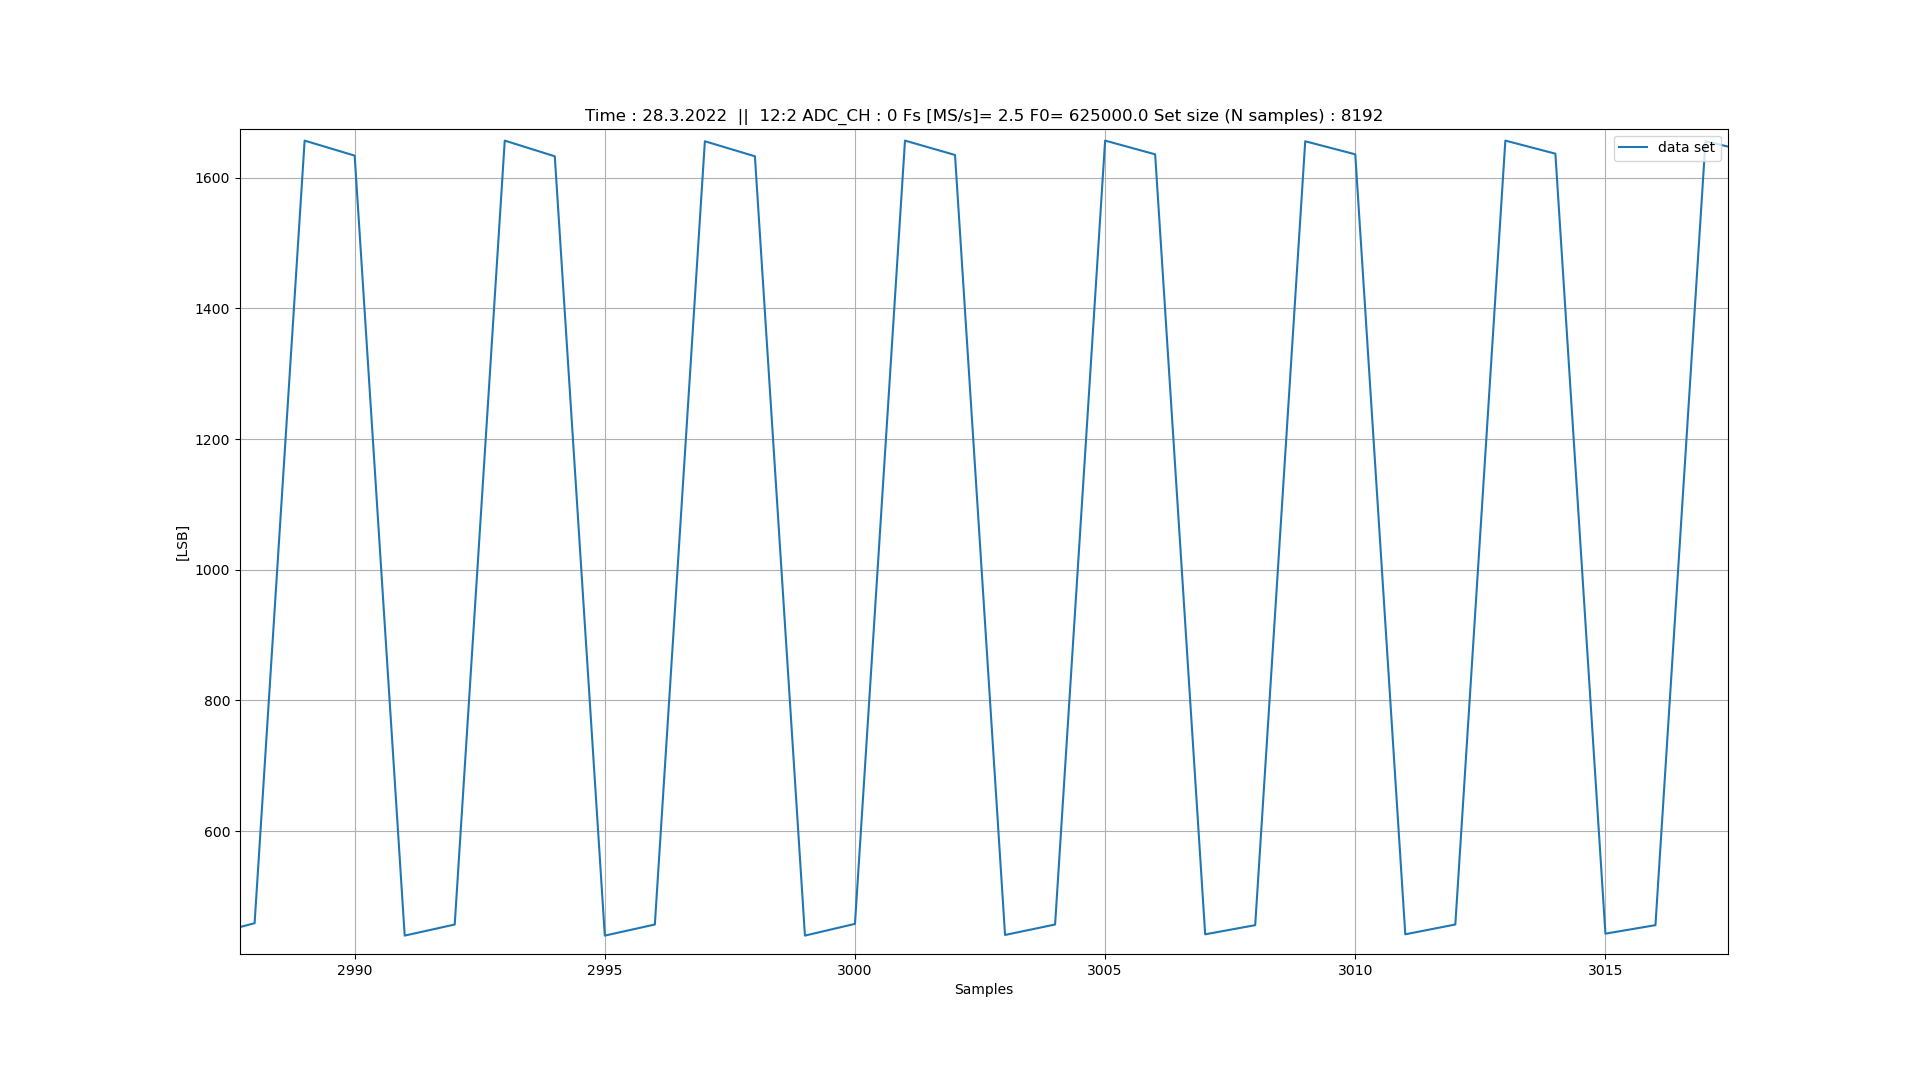 Time : 28.3.2022  ||  12:2 ADC_CH : 0 Fs [MS/s]= 2.5 F0= 625000.0 Set size (N samples) : 8192
data set
1600
1400
1200
1000
800
600
[LSB]
2990 2995 3000 3005 3010 3015
Samples